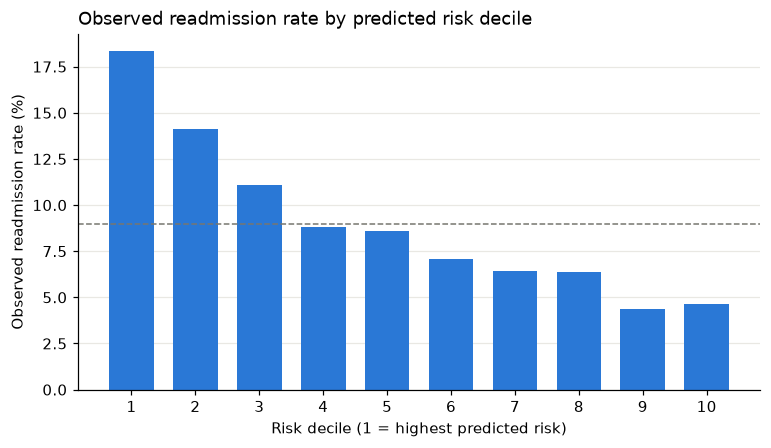 Observed readmission rate by predicted risk decile
Observed readmission rate (%)
17.5
15.0
12.5
10.0
7.5
5.0
2.5
0.0
1 2 3 4 5 6 7 8 9 10
Risk decile (1 = highest predicted risk)